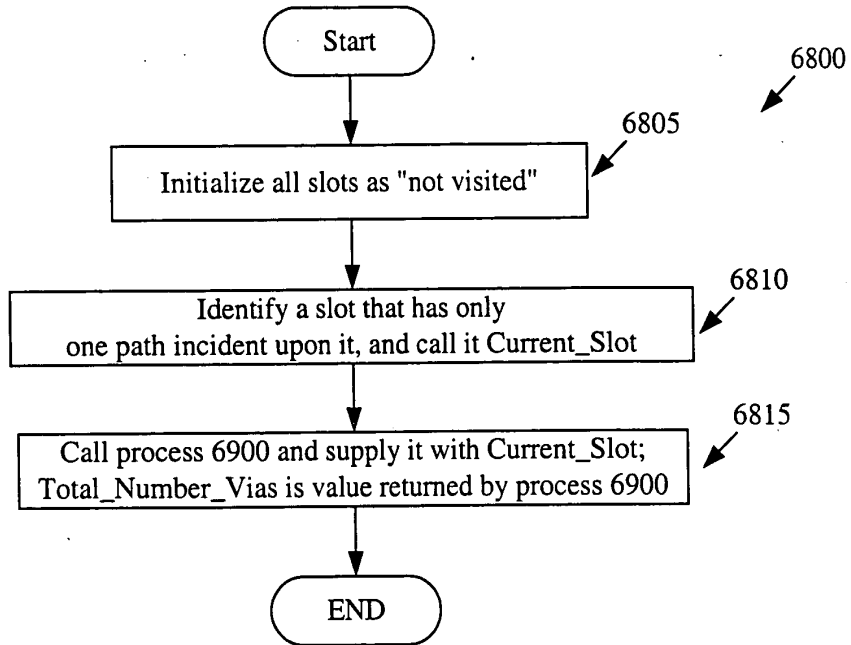 Start
6800
6805
Initialize all slots as "not visited"
6810
Identify a slot that has only
one path incident upon it, and call it Current_Slot
6815
Call process 6900 and supply it with Current_Slot;
Total_Number_Vias is value returned by process 6900
END